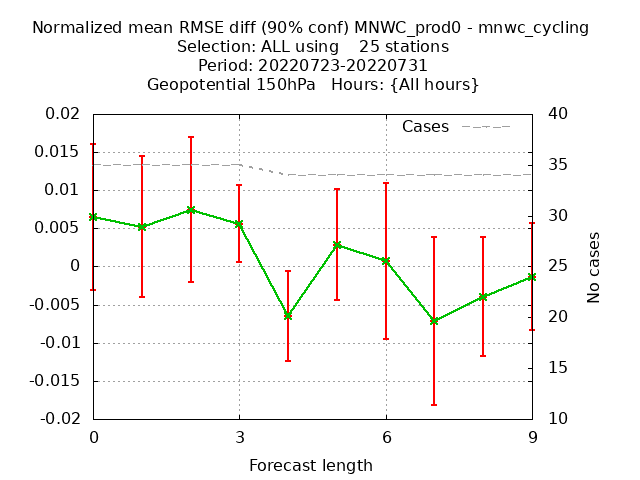 Normalized mean RMSE diff (90% conf) MNWC_prod0 - mnwc_cycling
Selection: ALL using    25 stations
Period: 20220723-20220731
Geopotential 150hPa   Hours: {All hours}
Cases
0.02
0.015
0.01
0.005
0
-0.005
-0.01
-0.015
-0.02
40
35
30
25
20
15
10
No cases
0
3
6
9
Forecast length